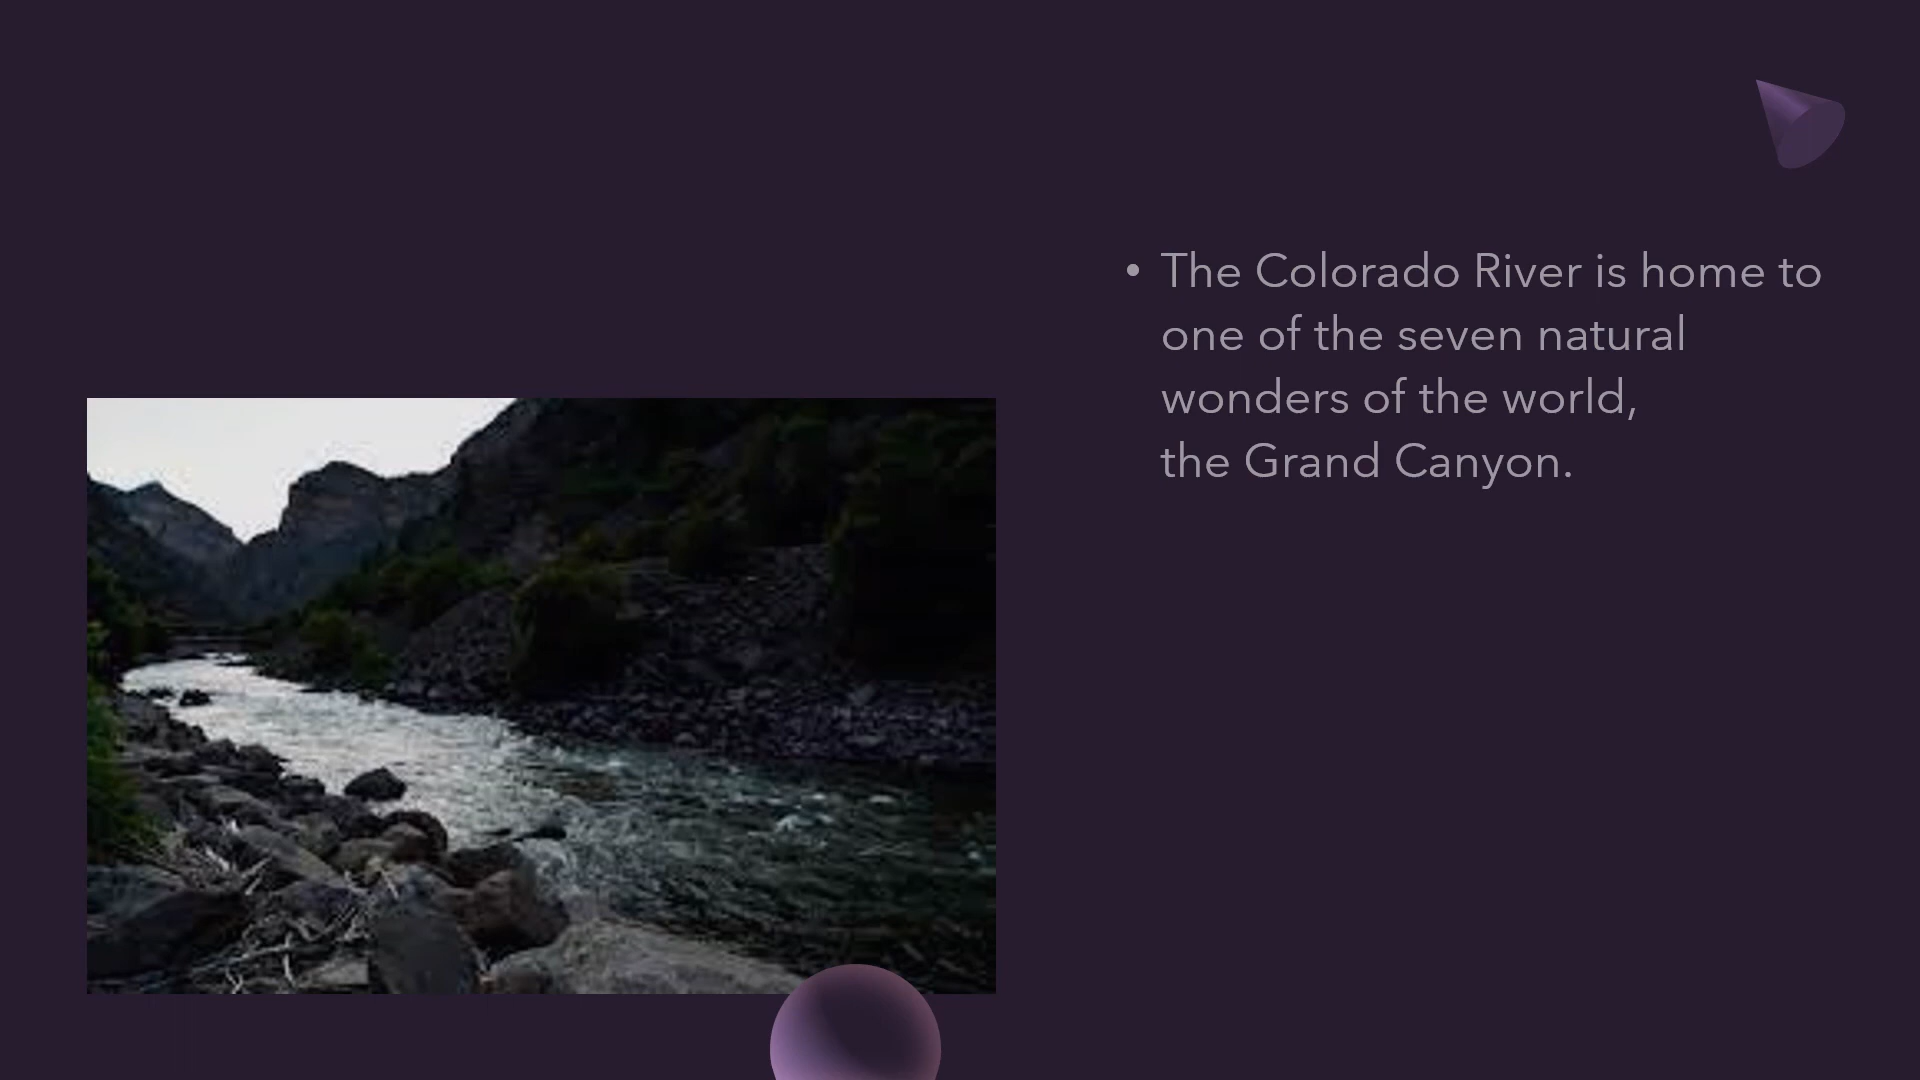 • The Colorado River is home to
one of the seven natural
wonders of the world,
the Grand Canyon.